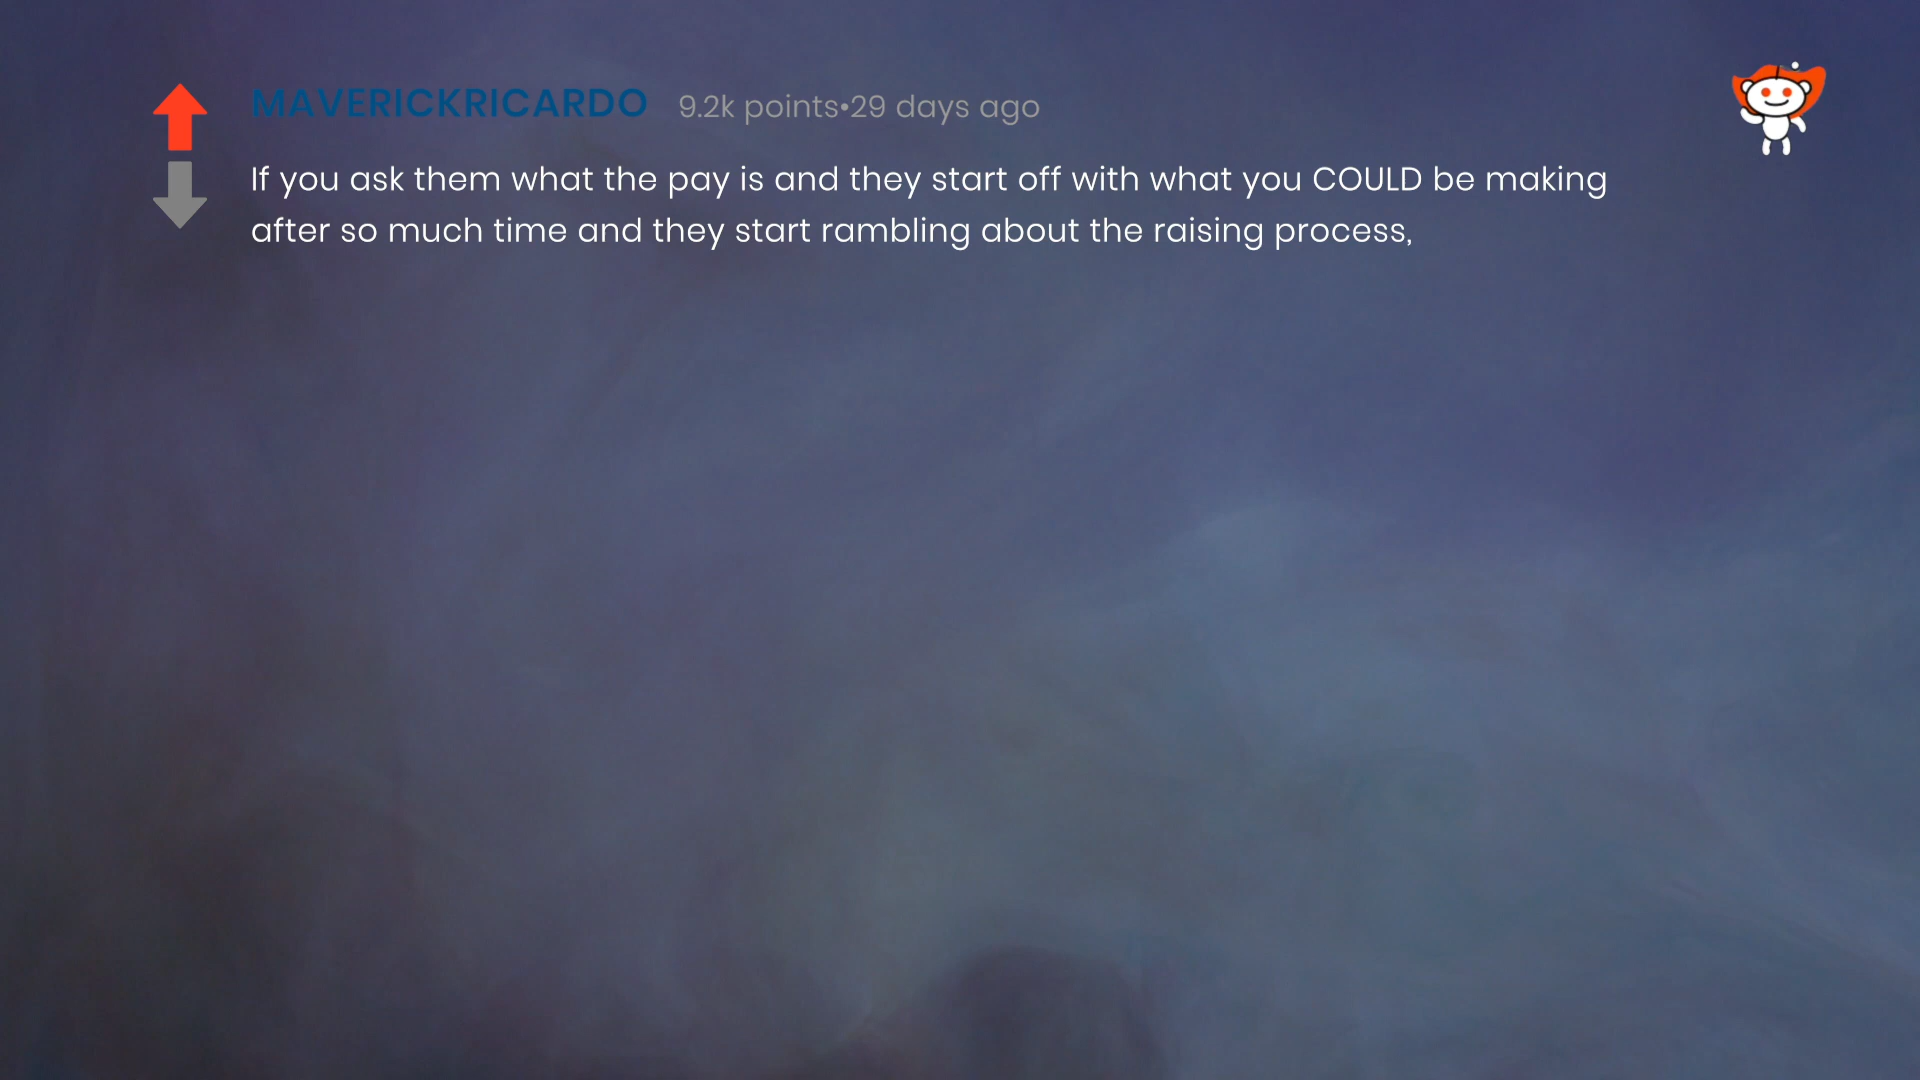 MAVERICKRICARDO 9.2k points•29 days ago
If you ask them what the pay is and they start off with what you COULD be making
after so much time and they start rambling about the raising process,